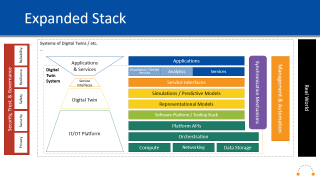 Expanded Stack
Systems of Digital Twins / etc.
Security, Trust, & Governance
Reliability
Resilience
Safety
Security
Privacy
Digital
Twin
System
Applications
& Services
Service
Interfaces
Digital Twin
IT/OT Platform
Applications
Analytics
Services
Service Interfaces
Simulations / Predictive Models
Representational Models
Software Platform / Tooling Stack
Platform APIs
Orchestration
Compute
Networking
Data Storage
Synchronization Mechanisms
Management & Automation
Real World